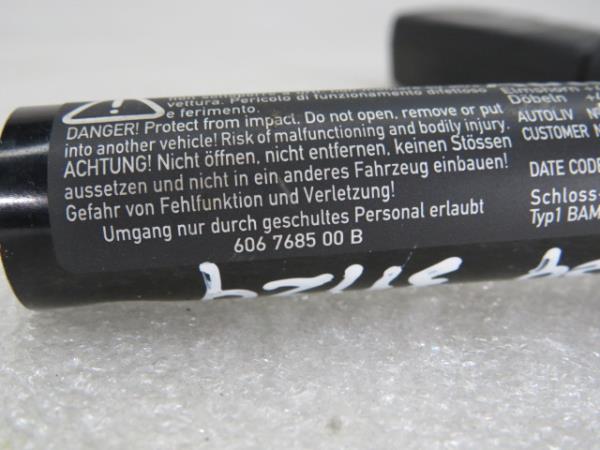 vettura. Pericolo di funzionamento difettoso
e ferimento.
DANGER! Protect from impact. Do not open, remove or put
into another vehicle! Risk of malfunctioning and bodily injury.
ACHTUNG! Nicht öffnen, nicht entfernen, keinen Stössen
aussetzen und nicht in ein anderes Fahrzeug einbauen!
Gefahr von Fehlfunktion und Verletzung!
Umgang nur durch geschultes Personal erlaubt
606 7685 00 B
Elmshorn
Döbeln
AUTOLIV
CUSTOMER N
DATE COD
Schloss-
Typ1 BAM